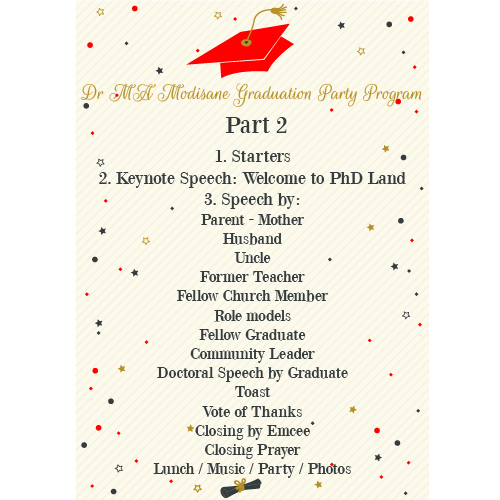 Dr MA Modisane Graduation Party Program
Part 2
1. Starters
2. Keynote Speech: Welcome to PhD Land
3. Speech by:
Parent - Mother
Husband
Uncle
Former Teacher
Fellow Church Member
Role models
Fellow Graduate
Community Leader
Doctoral Speech by Graduate
Toast
Vote of Thanks
Closing by Emcee
Closing Prayer
Lunch / Music / Party / Photos